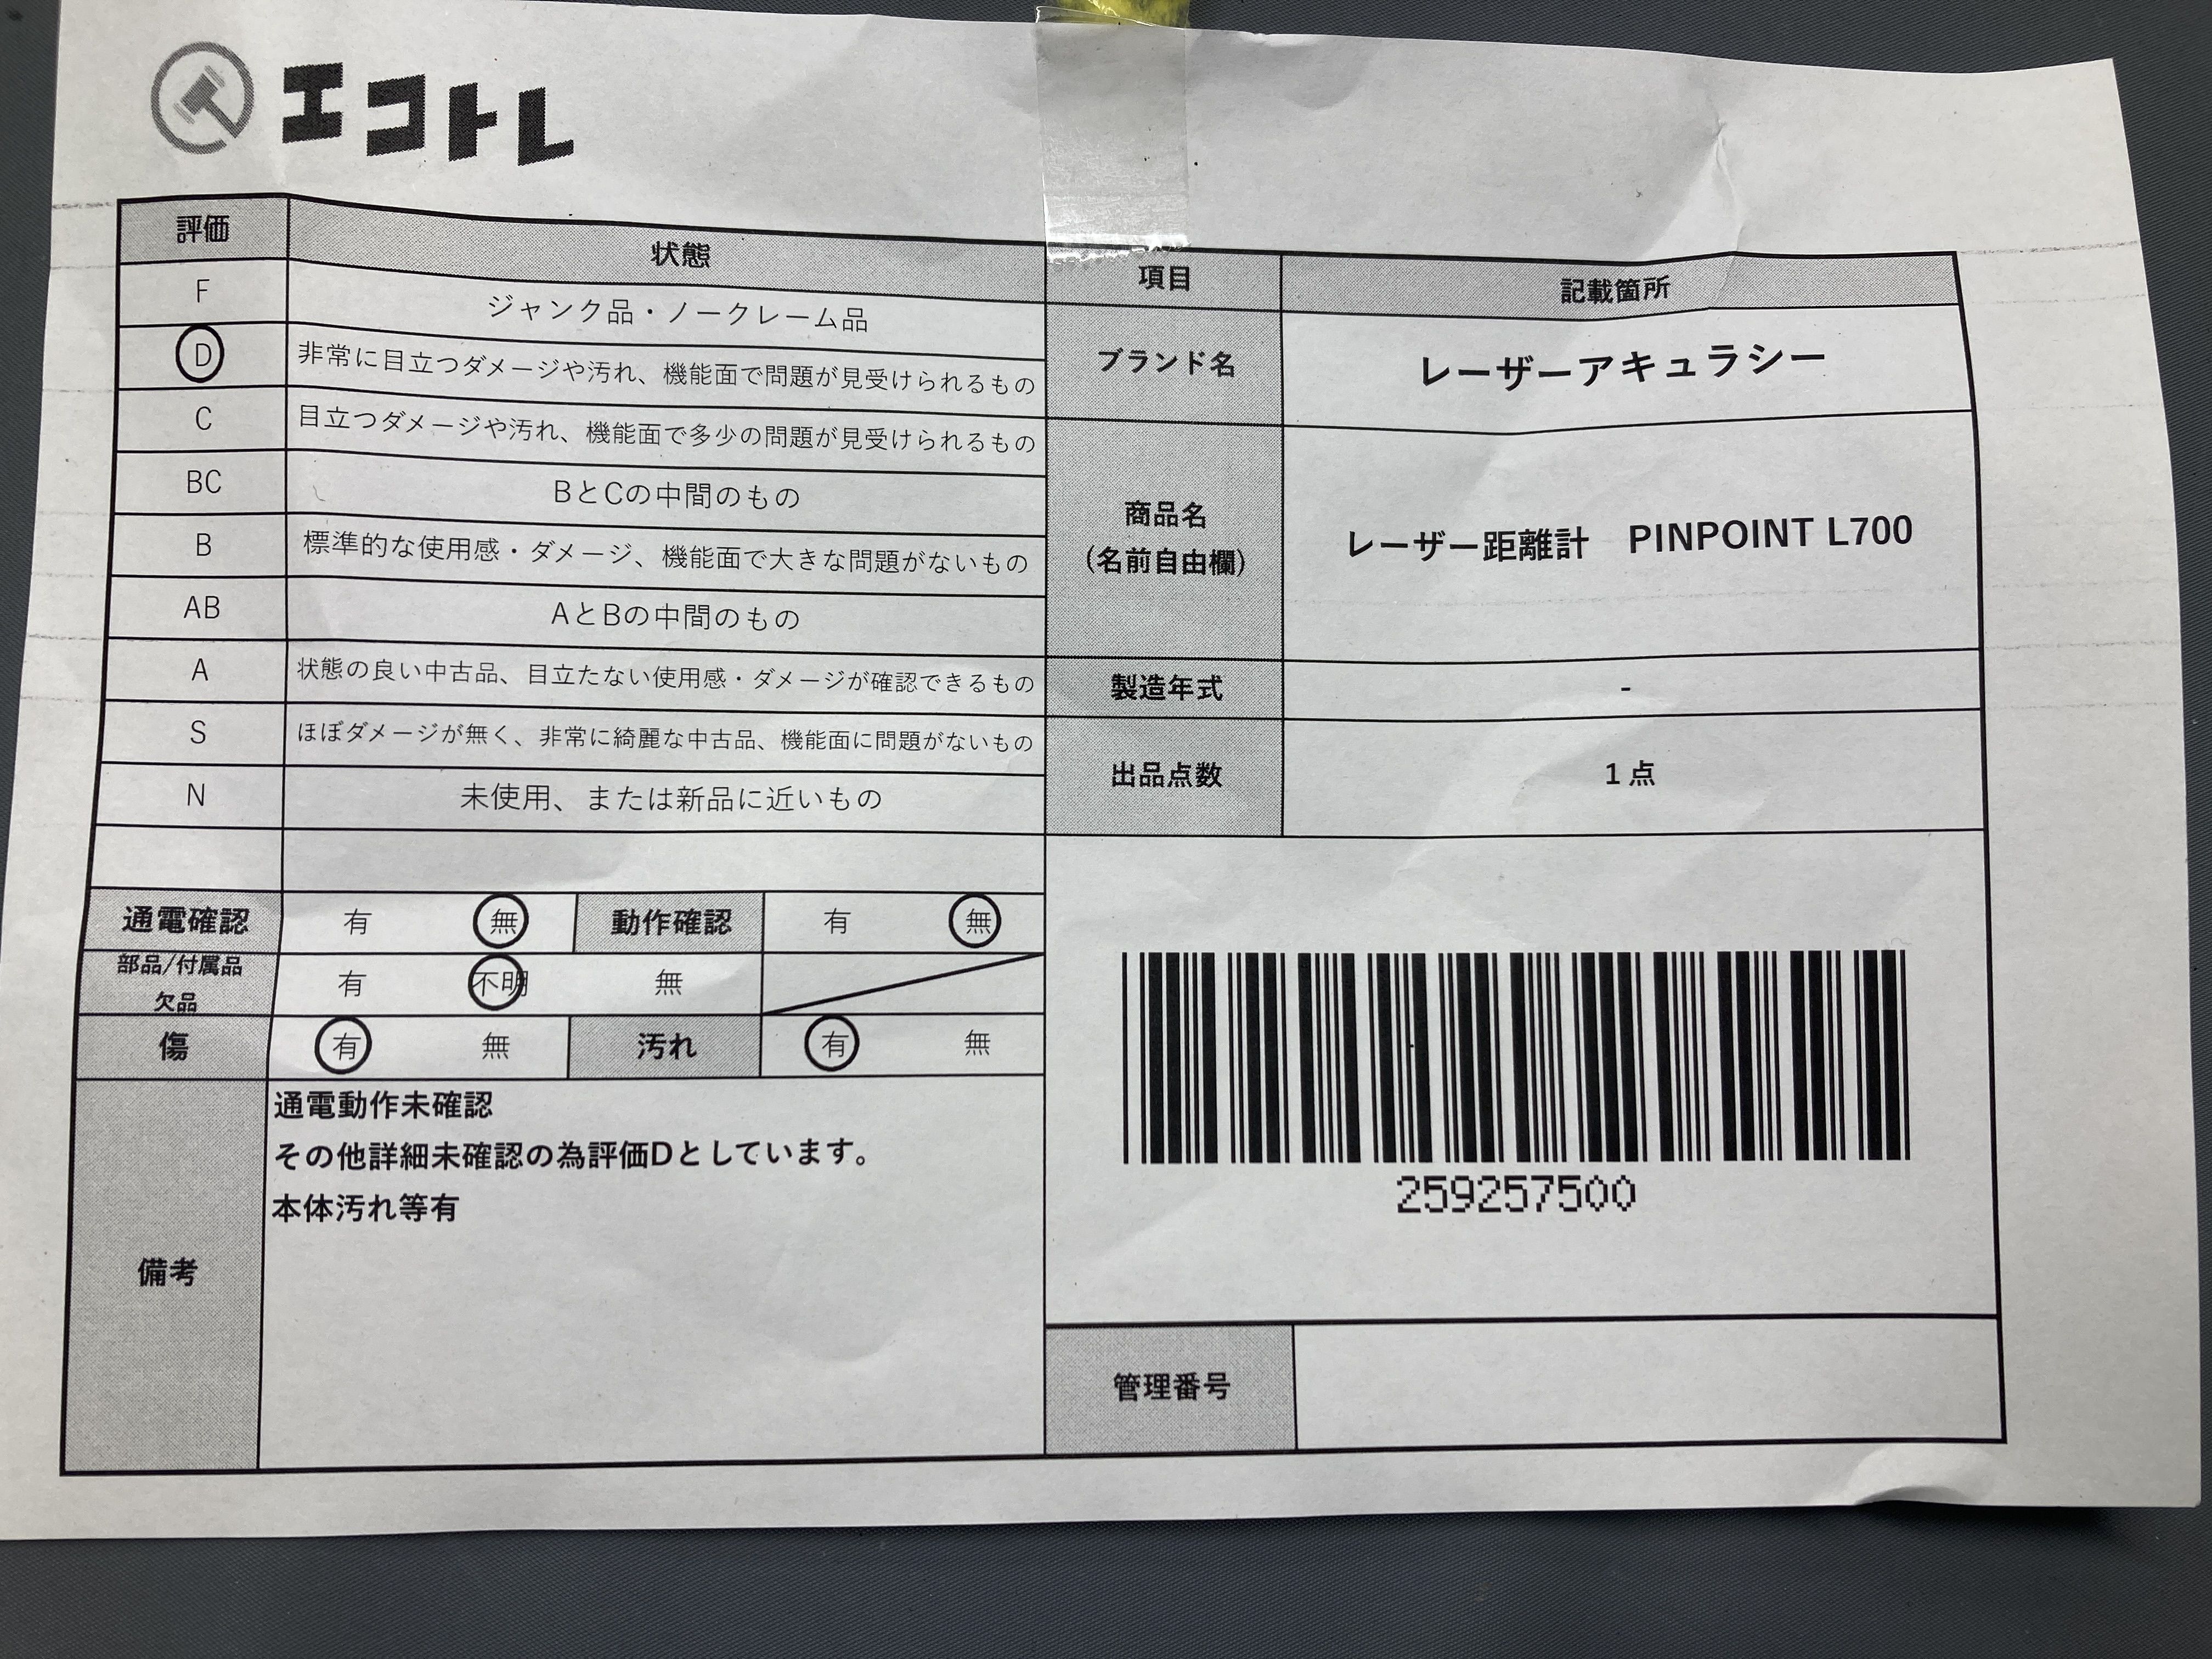 エコトレ
評価 状態
F ジャンク品・ノークレーム品
D 非常に目立つダメージや汚れ、機能面で問題が見受けられるもの
C 目立つダメージや汚れ、機能面で多少の問題が見受けられるもの
BC BとCの中間のもの
B 標準的な使用感・ダメージ、機能面で大きな問題がないもの
AB AとBの中間のもの
A 状態の良い中古品、目立たない使用感・ダメージが確認できるもの
S ほぼダメージが無く、非常に綺麗な中古品、機能面に問題がないもの
N 未使用、または新品に近いもの
通電確認 有 無 動作確認 有 無
部品/付属品
欠品 有 不明 無
傷 有 無 汚れ 有 無
備考
通電動作未確認
その他詳細未確認の為評価Dとしています。
本体汚れ等有
項目 記載箇所
ブランド名 レーザーアキュラシー
商品名
(名前自由欄)
レーザー距離計 PINPOINT L700
製造年式 -
出品点数 1点
259257500
管理番号